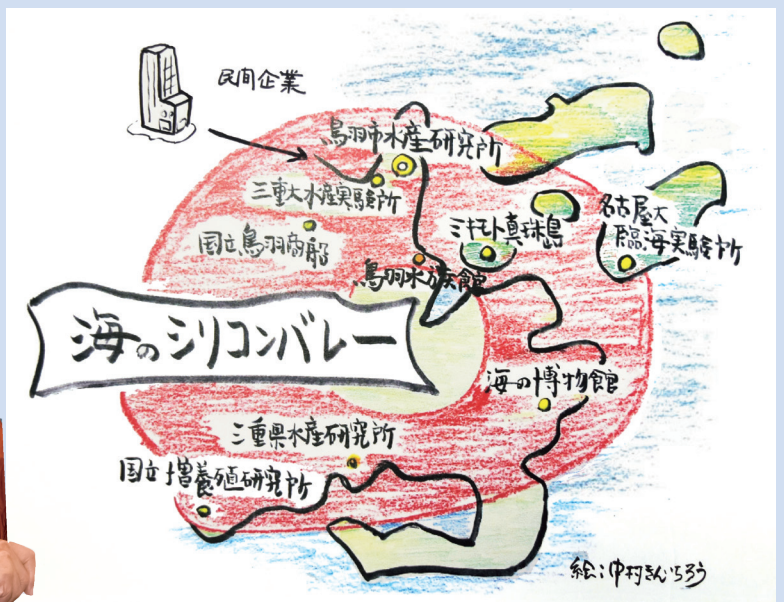 民間企業
鳥羽市水産研究所
三重大水産実験所
国立鳥羽商船
ミキモト真珠島
名古屋大
臨海実験所
鳥羽水族館
海のシリコンバレー
海の博物館
三重県水産研究所
国立増養殖研究所
絵:中村きんいちろう